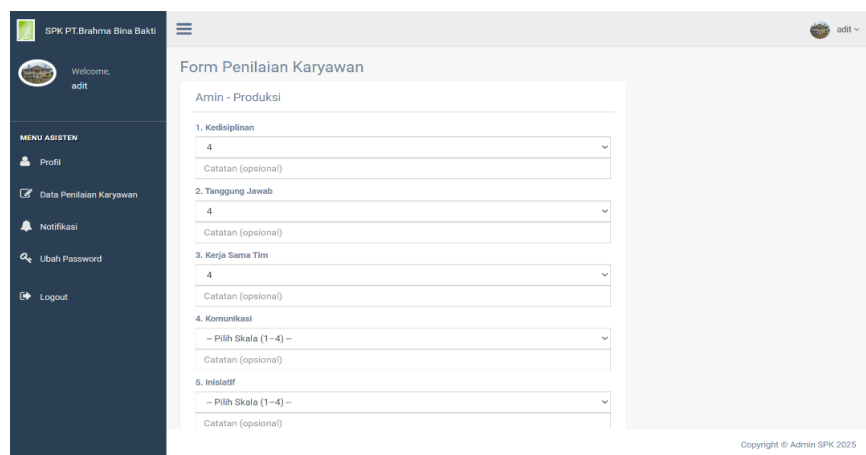 SPK PT.Brahma Bina Bakti
adit
Welcome,
adit
MENU ASISTEN
Profil
Data Penilaian Karyawan
Notifikasi
Ubah Password
Logout
Form Penilaian Karyawan
Amin - Produksi
1. Kedisiplinan
4
Catatan (opsional)
2. Tanggung Jawab
4
Catatan (opsional)
3. Kerja Sama Tim
4
Catatan (opsional)
4. Komunikasi
-- Pilih Skala (1–4) --
Catatan (opsional)
5. Inisiatif
-- Pilih Skala (1–4) --
Catatan (opsional)
Copyright © Admin SPK 2025